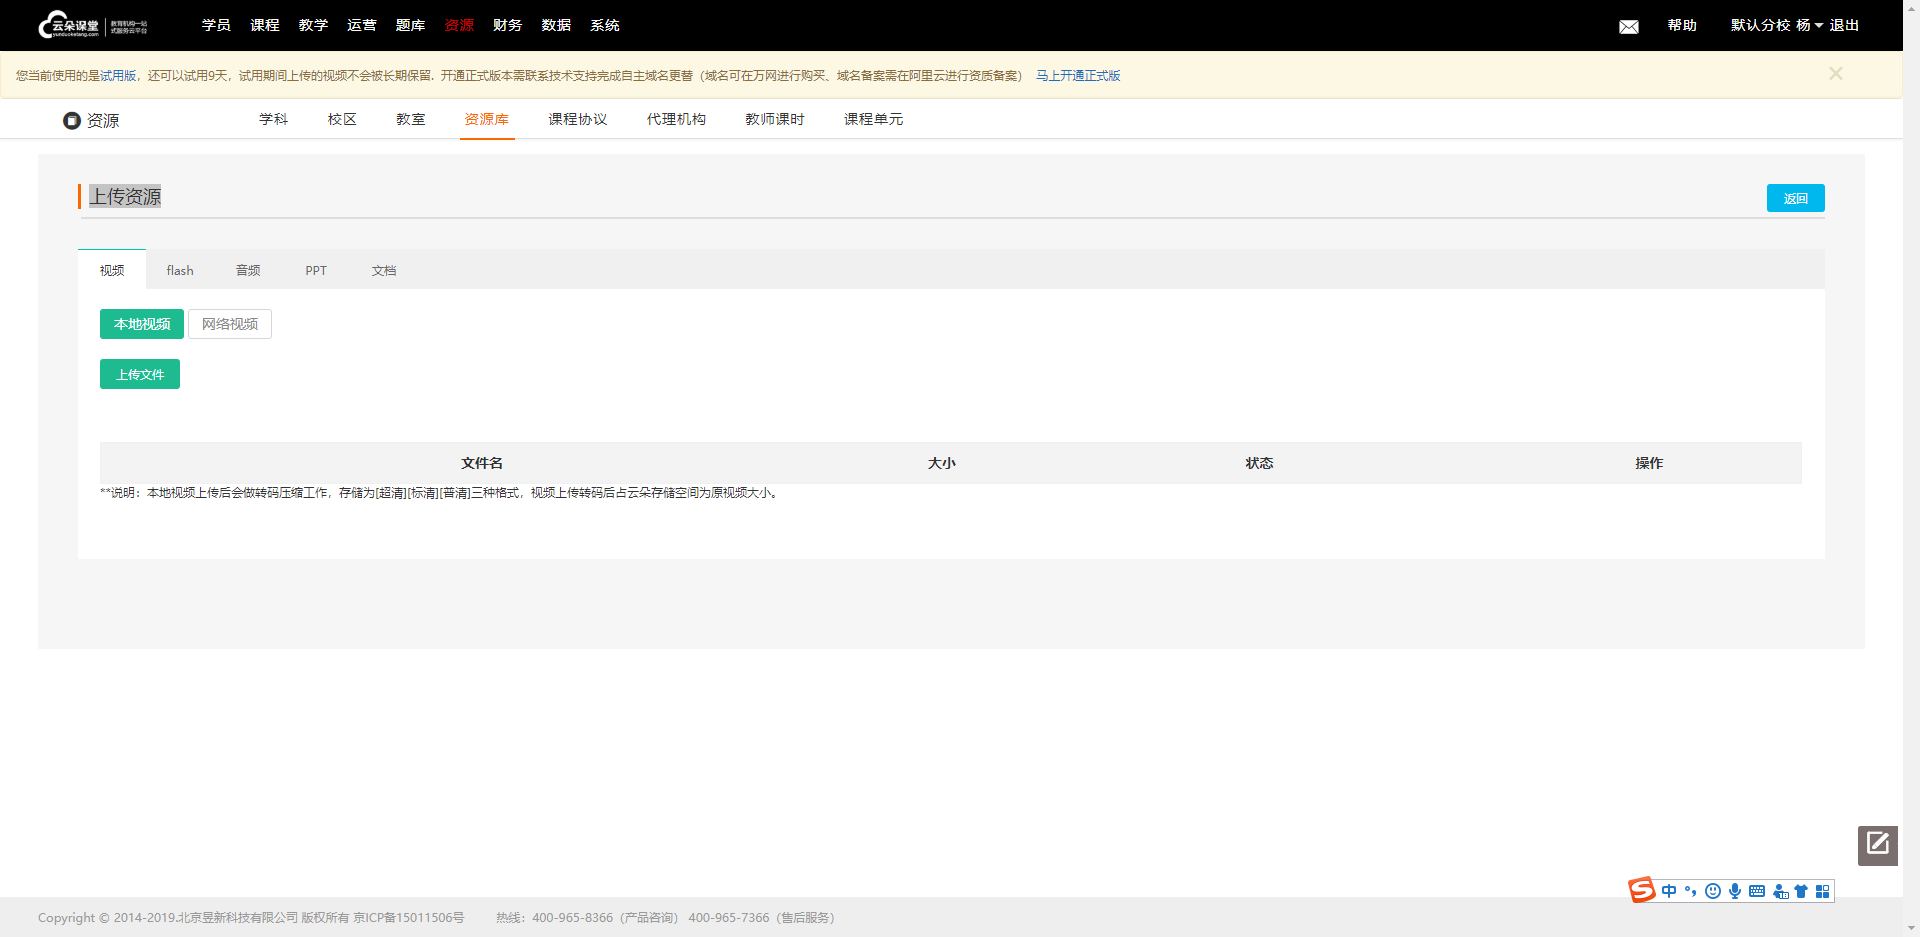 云朵课堂 yunduoketang.com 教育机构一站式服务云平台
学员 课程 教学 运营 题库 资源 财务 数据 系统 帮助 默认分校 杨 退出
您当前使用的是试用版，还可以试用9天，试用期间上传的视频不会被长期保留. 开通正式版本需联系技术支持完成自主域名更替（域名可在万网进行购买、域名备案需在阿里云进行资质备案） 马上开通正式版
资源 学科 校区 教室 资源库 课程协议 代理机构 教师课时 课程单元
上传资源 返回
视频 flash 音频 PPT 文档
本地视频 网络视频
上传文件
文件名 大小 状态 操作
**说明：本地视频上传后会做转码压缩工作，存储为[超清][标清][普清]三种格式，视频上传转码后占云朵存储空间为原视频大小。
中
Copyright © 2014-2019.北京昱新科技有限公司 版权所有 京ICP备15011506号 热线：400-965-8366（产品咨询） 400-965-7366（售后服务）